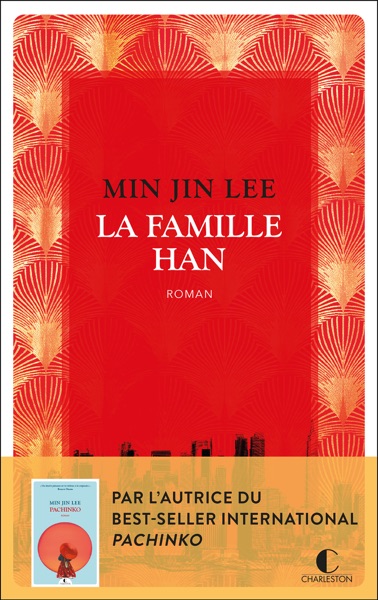 MIN JIN LEE
LA FAMILLE
HAN
ROMAN
MIN JIN LEE
PACHINKO
PAR L'AUTRICE DU
BEST-SELLER INTERNATIONAL
PACHINKO
C
CHARLESTON